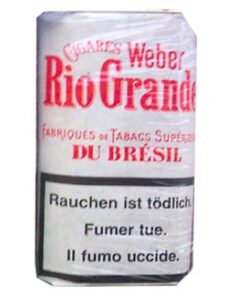 CIGARES Weber
Rio Grande
FABRIQUÉS DE TABACS SUPÉRIEURS
DU BRÉSIL
Rauchen ist tödlich.
Fumer tue.
Il fumo uccide.